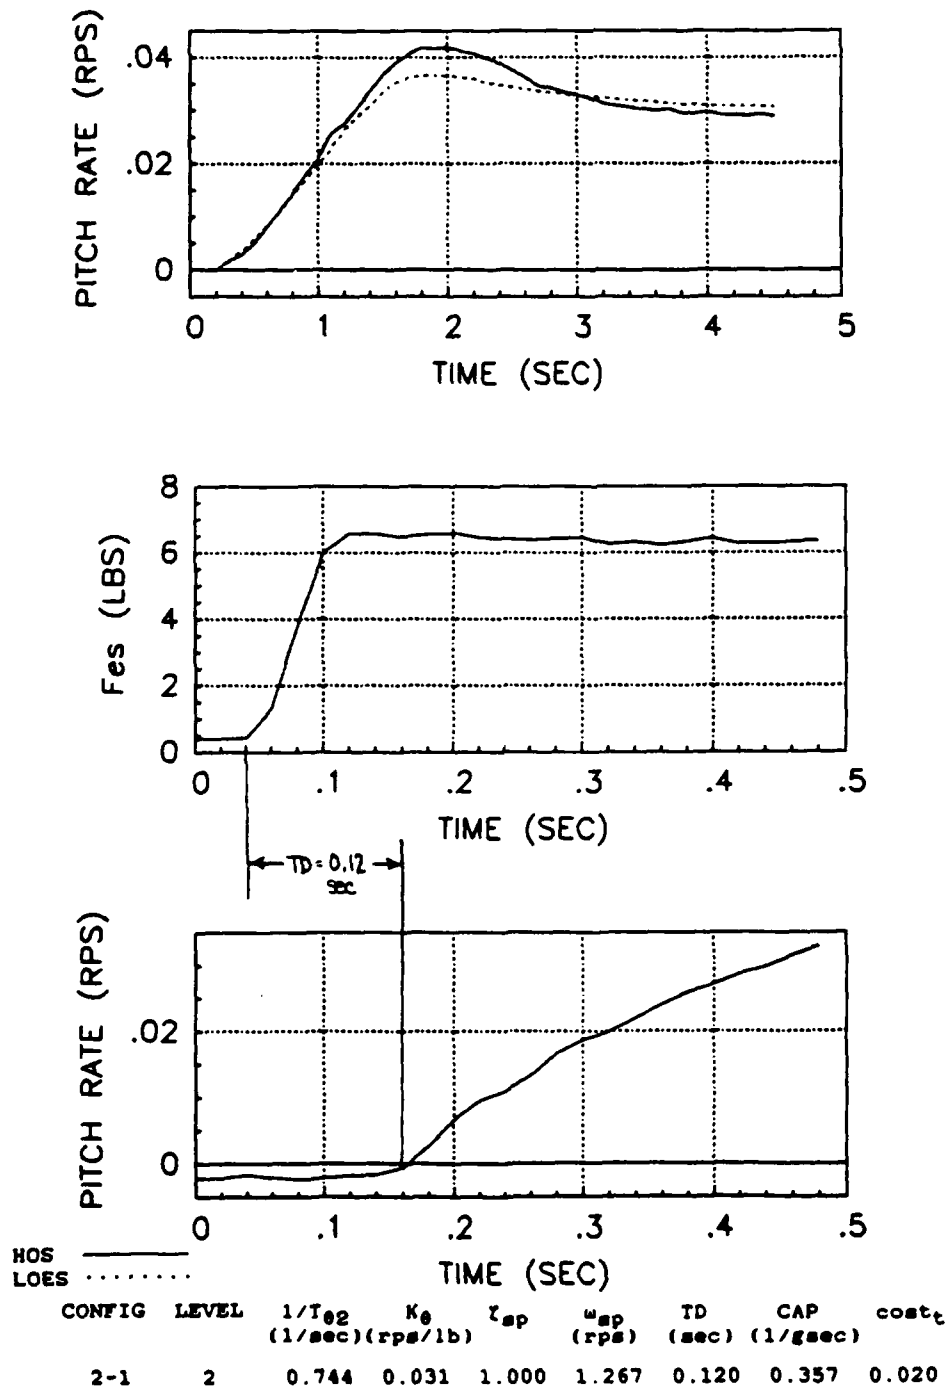 PITCH RATE (RPS)
.04
.02
0
0 1 2 3 4 5
TIME (SEC)
Fes (LBS)
8
6
4
2
0
0 .1 .2 .3 .4 .5
TIME (SEC)
TD = 0.12
sec
PITCH RATE (RPS)
.02
0
0 .1 .2 .3 .4 .5
TIME (SEC)
HOS
LOES
CONFIG LEVEL 1/Tθ2 Kθ ζsp ωsp TD CAP costt
(1/sec) (rps/lb) (rps) (sec) (1/gsec)
2-1 2 0.744 0.031 1.000 1.267 0.120 0.357 0.020